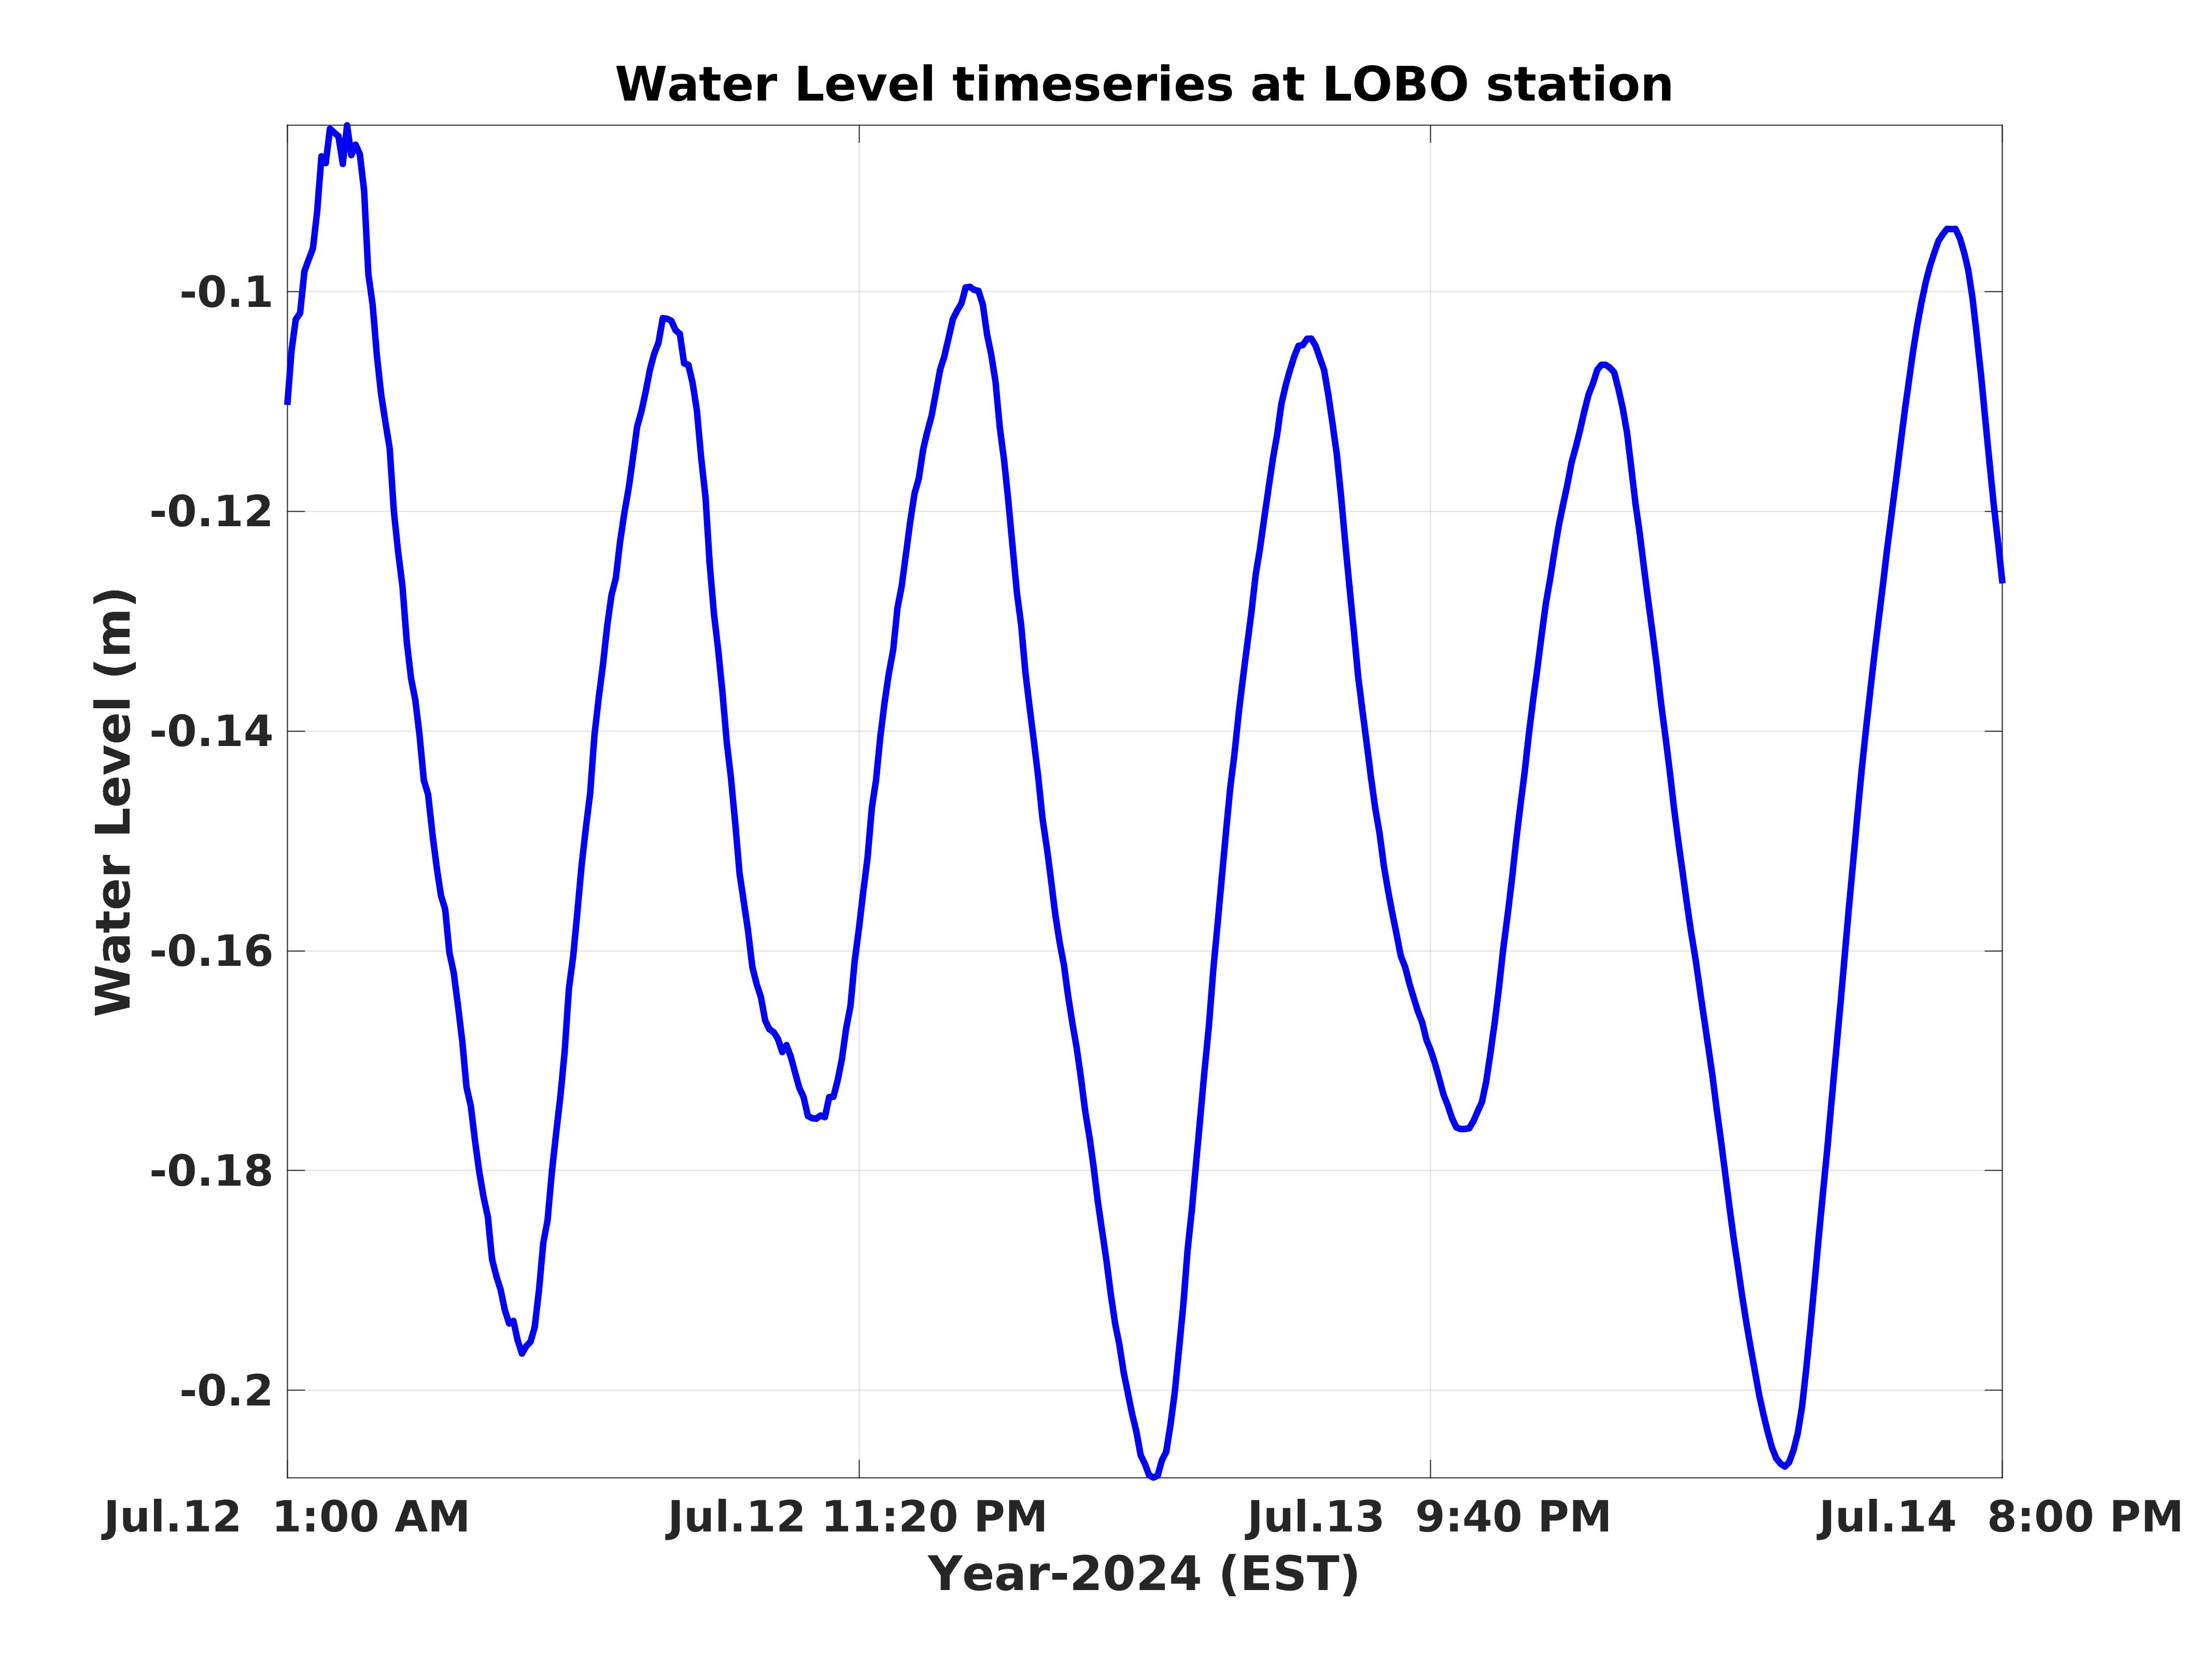 Water Level timeseries at LOBO station
Water Level (m)
-0.1
-0.12
-0.14
-0.16
-0.18
-0.2
Jul.12  1:00 AM
Jul.12 11:20 PM
Jul.13  9:40 PM
Jul.14  8:00 PM
Year-2024 (EST)